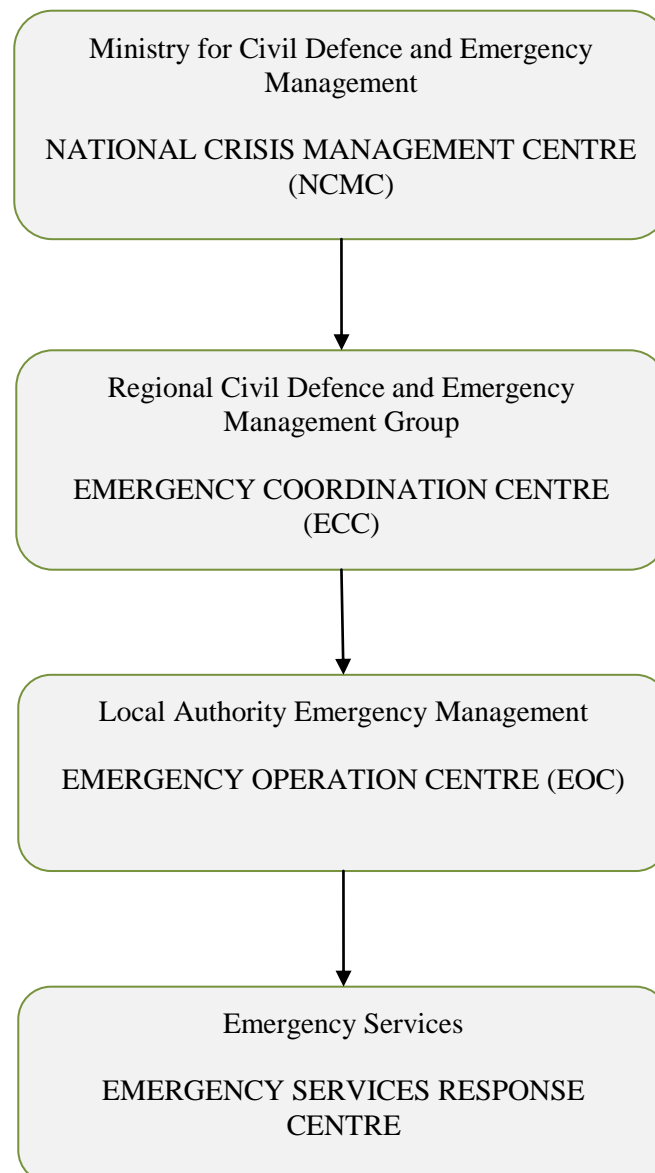 Ministry for Civil Defence and Emergency
Management
NATIONAL CRISIS MANAGEMENT CENTRE
(NCMC)
Regional Civil Defence and Emergency
Management Group
EMERGENCY COORDINATION CENTRE
(ECC)
Local Authority Emergency Management
EMERGENCY OPERATION CENTRE (EOC)
Emergency Services
EMERGENCY SERVICES RESPONSE
CENTRE